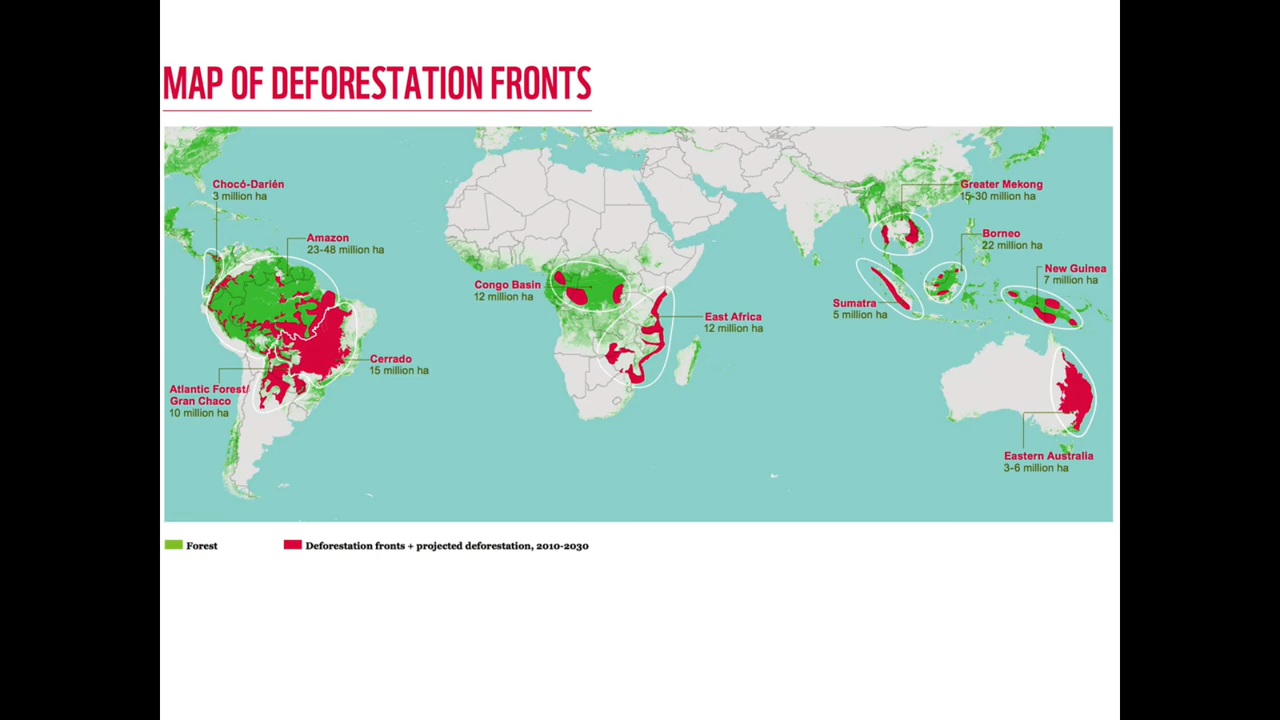 MAP OF DEFORESTATION FRONTS
Chocó-Darién
3 million ha
Amazon
23-48 million ha
Cerrado
15 million ha
Atlantic Forest/
Gran Chaco
10 million ha
Congo Basin
12 million ha
East Africa
12 million ha
Greater Mekong
15-30 million ha
Borneo
22 million ha
New Guinea
7 million ha
Sumatra
5 million ha
Eastern Australia
3-6 million ha
Forest
Deforestation fronts + projected deforestation, 2010-2030